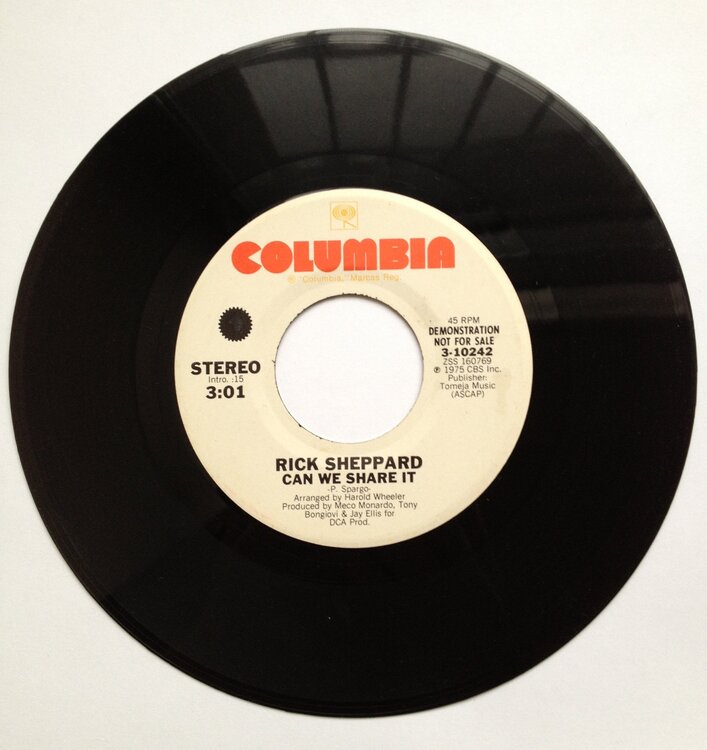 COLUMBIA
® "Columbia," Marcas Reg.
STEREO
Intro. :15
3:01
45 RPM
DEMONSTRATION
NOT FOR SALE
3-10242
ZSS 160769
℗ 1975 CBS Inc.
Publisher:
Tomeja Music
(ASCAP)
RICK SHEPPARD
CAN WE SHARE IT
-P. Spargo-
Arranged by Harold Wheeler
Produced by Meco Monardo, Tony
Bongiovi & Jay Ellis for
DCA Prod.